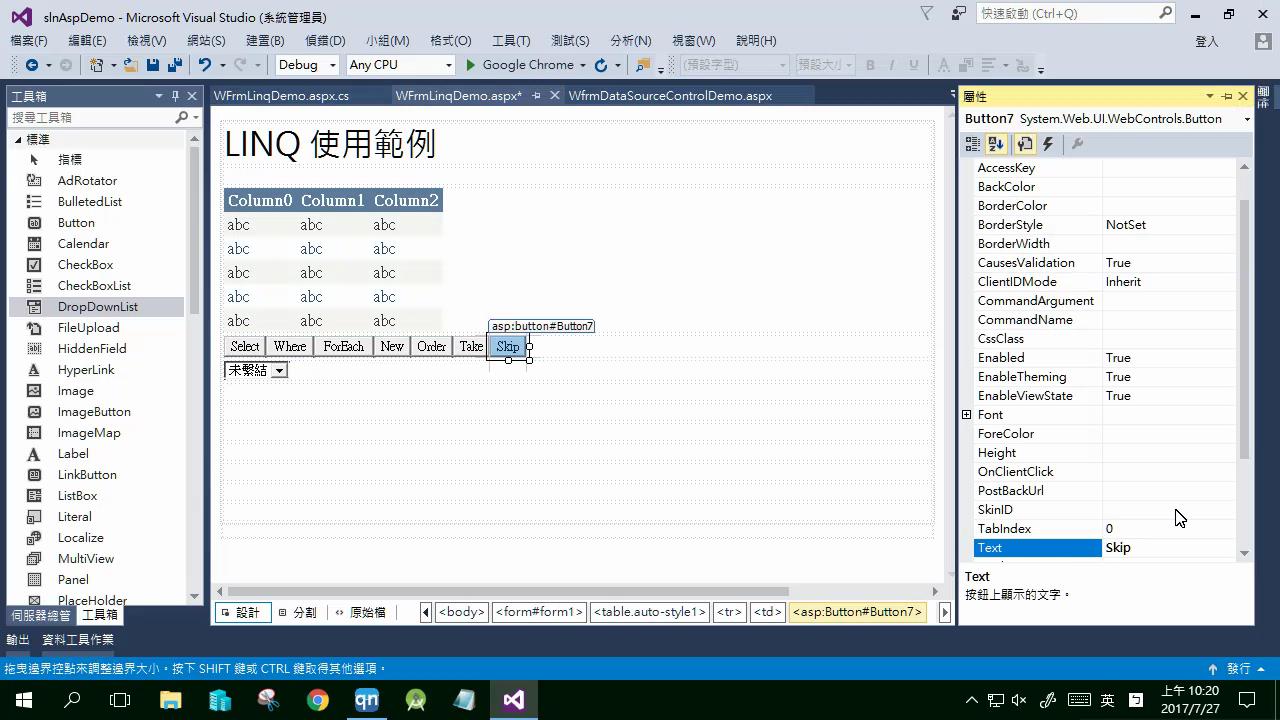 slnAspDemo - Microsoft Visual Studio (系統管理員)
快速啟動 (Ctrl+Q)
檔案(F) 編輯(E) 檢視(V) 網站(S) 建置(B) 偵錯(D) 小組(M) 格式(O) 工具(T) 測試(S) 分析(N) 視窗(W) 說明(H)
登入
Debug Any CPU Google Chrome (預設字型) (預設大小) B I U A
工具箱
搜尋工具箱
標準
指標
AdRotator
BulletedList
Button
Calendar
CheckBox
CheckBoxList
DropDownList
FileUpload
HiddenField
HyperLink
Image
ImageButton
ImageMap
Label
LinkButton
ListBox
Literal
Localize
MultiView
Panel
PlaceHolder
伺服器總管 工具箱
WFrmLinqDemo.aspx.cs WFrmLinqDemo.aspx* WfrmDataSourceControlDemo.aspx
LINQ 使用範例
Column0 Column1 Column2
abc abc abc
abc abc abc
abc abc abc
abc abc abc
abc abc abc
asp:button#Button7
Select Where ForEach New Order Take Skip
未繫結
設計 分割 原始檔 <body> <form#form1> <table.auto-style1> <tr> <td> <asp:Button#Button7>
屬性
Button7 System.Web.UI.WebControls.Button
AccessKey
BackColor
BorderColor
BorderStyle NotSet
BorderWidth
CausesValidation True
ClientIDMode Inherit
CommandArgument
CommandName
CssClass
Enabled True
EnableTheming True
EnableViewState True
Font
ForeColor
Height
OnClientClick
PostBackUrl
SkinID
TabIndex 0
Text Skip
Text
按鈕上顯示的文字。
輸出 資料工具作業
拖曳邊界控點來調整邊界大小。按下 SHIFT 鍵或 CTRL 鍵取得其他選項。
發行
qn
英
上午 10:20
2017/7/27